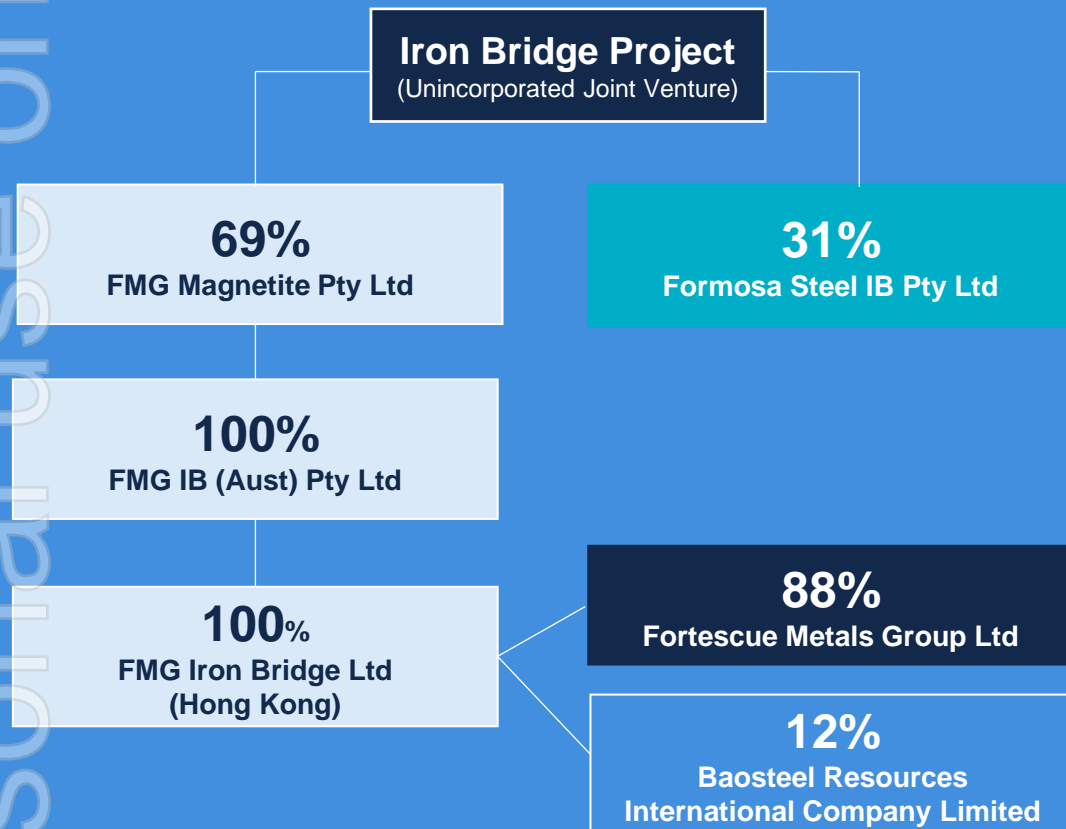 Iron Bridge Project
(Unincorporated Joint Venture)
69%
FMG Magnetite Pty Ltd
31%
Formosa Steel IB Pty Ltd
100%
FMG IB (Aust) Pty Ltd
100%
FMG Iron Bridge Ltd
(Hong Kong)
88%
Fortescue Metals Group Ltd
12%
Baosteel Resources
International Company Limited